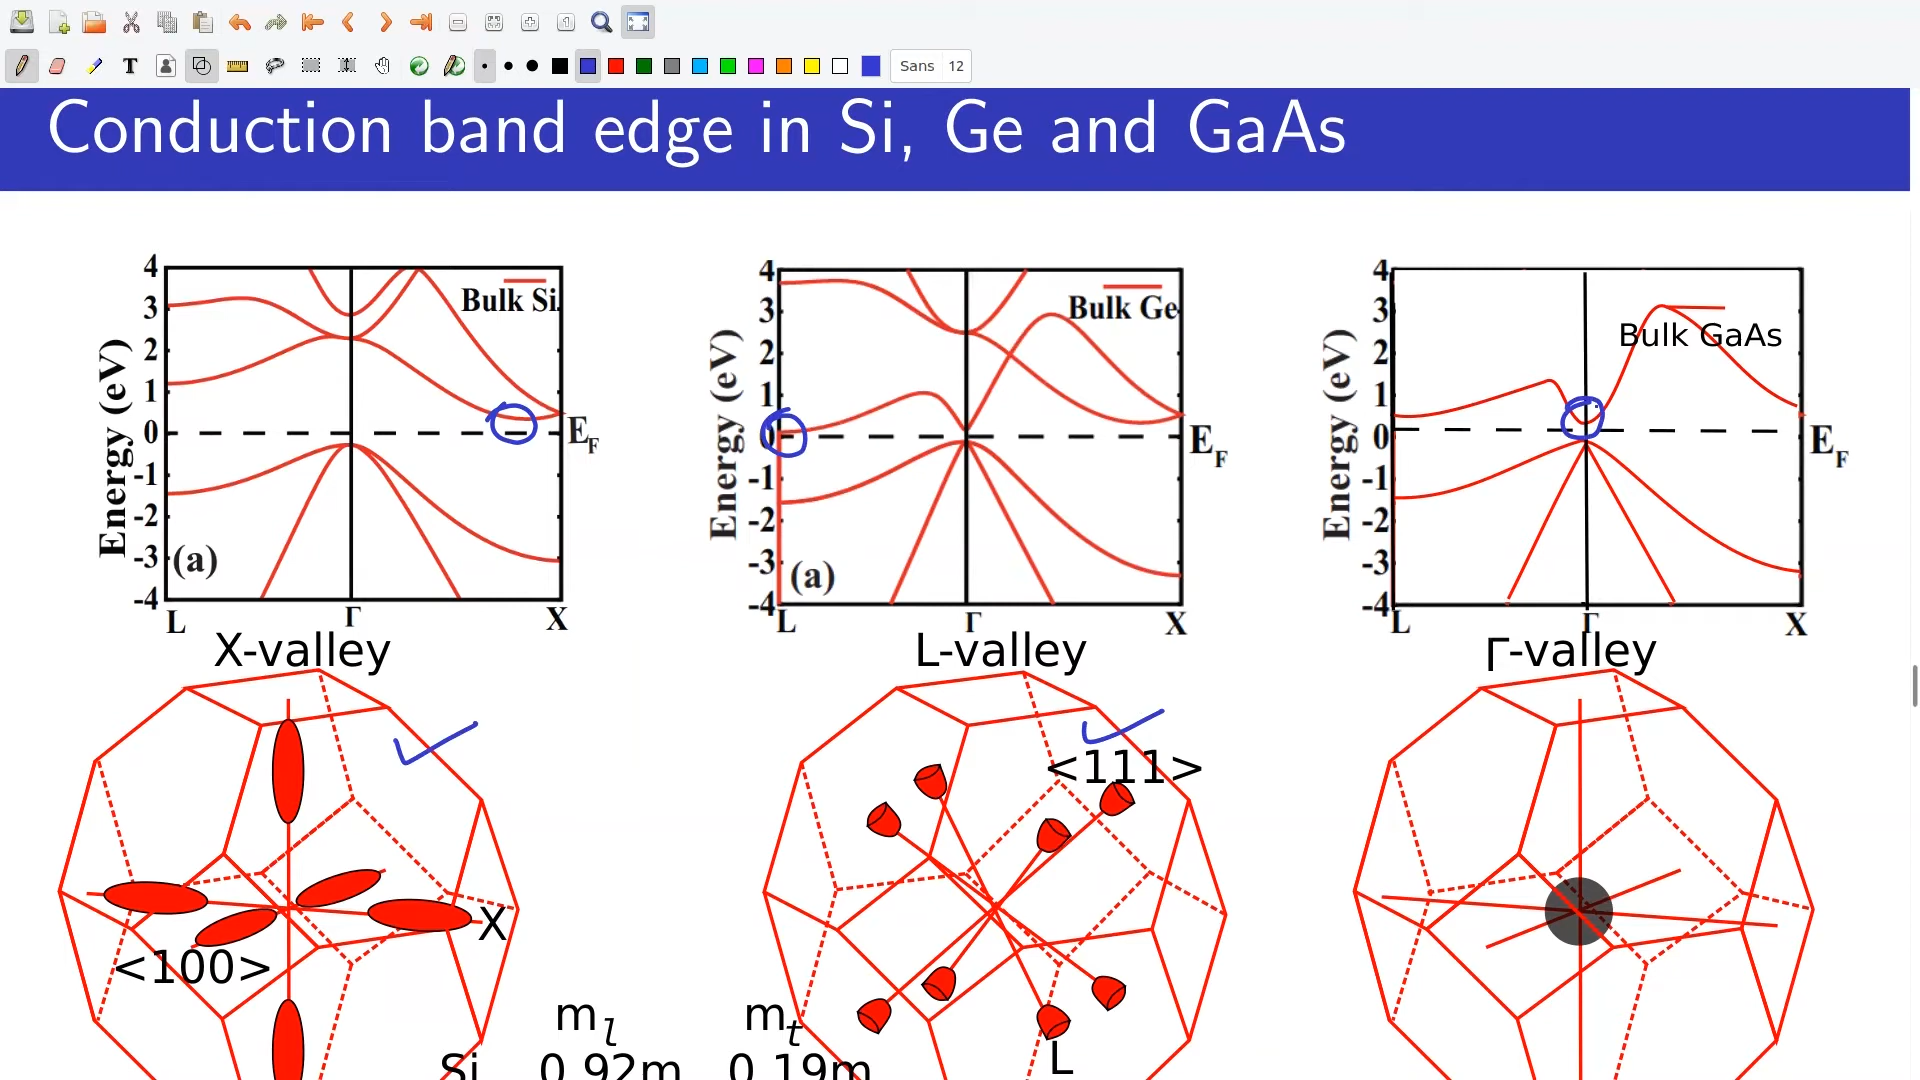 Sans 12
Conduction band edge in Si, Ge and GaAs
4
3
2
1
0
-1
-2
-3
-4
Energy (eV)
Bulk Si
E_F
(a)
L Γ X
4
3
2
1
0
-1
-2
-3
-4
Energy (eV)
Bulk Ge
E_F
(a)
L Γ X
4
3
2
1
0
-1
-2
-3
-4
Energy (eV)
Bulk GaAs
E_F
L Γ X
X-valley
L-valley
Γ-valley
<111>
X
<100>
L
m_l m_t
Si 0.92m 0.19m